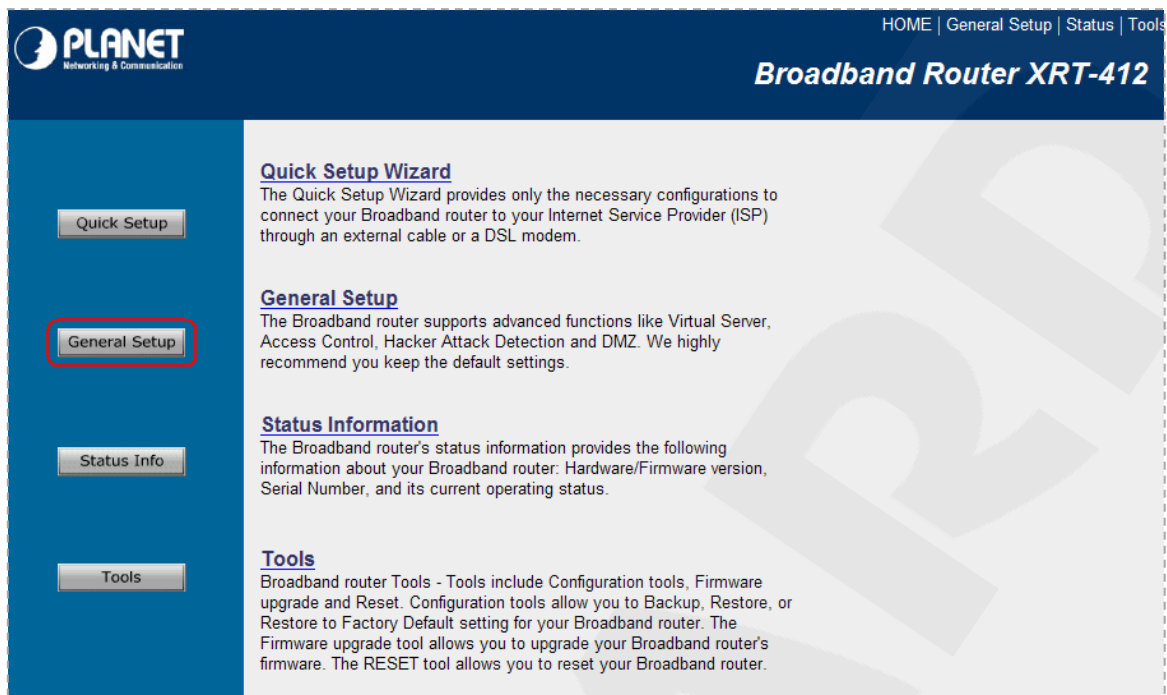 PLANET
Networking & Communication
HOME | General Setup | Status | Tools
Broadband Router XRT-412
Quick Setup
Quick Setup Wizard
The Quick Setup Wizard provides only the necessary configurations to
connect your Broadband router to your Internet Service Provider (ISP)
through an external cable or a DSL modem.
General Setup
General Setup
The Broadband router supports advanced functions like Virtual Server,
Access Control, Hacker Attack Detection and DMZ. We highly
recommend you keep the default settings.
Status Info
Status Information
The Broadband router's status information provides the following
information about your Broadband router: Hardware/Firmware version,
Serial Number, and its current operating status.
Tools
Tools
Broadband router Tools - Tools include Configuration tools, Firmware
upgrade and Reset. Configuration tools allow you to Backup, Restore, or
Restore to Factory Default setting for your Broadband router. The
Firmware upgrade tool allows you to upgrade your Broadband router's
firmware. The RESET tool allows you to reset your Broadband router.